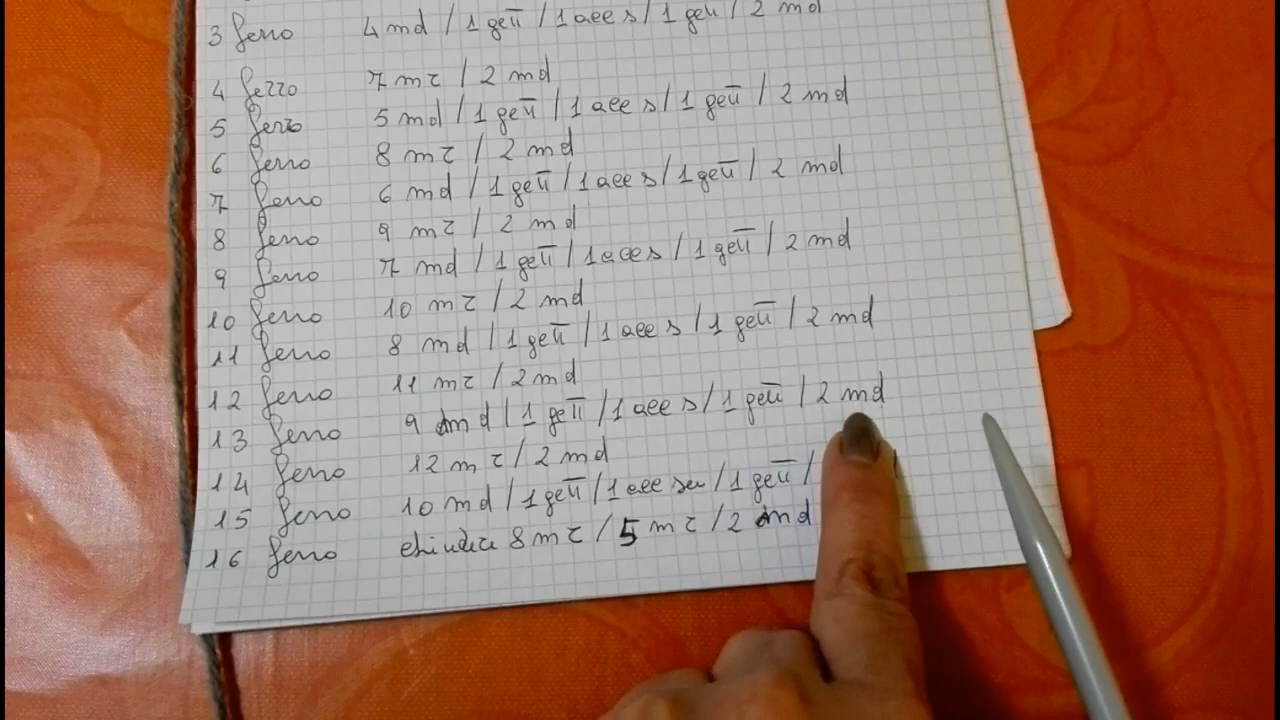 3 ferro 4 md / 1 gett / 1 acc s / 1 gett / 2 md
4 ferro 7 mr / 2 md
5 ferro 5 md / 1 gett / 1 acc s / 1 gett / 2 md
6 ferro 8 mr / 2 md
7 ferro 6 md / 1 gett / 1 acc s / 1 gett / 2 md
8 ferro 9 mr / 2 md
9 ferro 7 md / 1 gett / 1 acc s / 1 gett / 2 md
10 ferro 10 mr / 2 md
11 ferro 8 md / 1 gett / 1 acc s / 1 gett / 2 md
12 ferro 11 mr / 2 md
13 ferro 9 md / 1 gett / 1 acc s / 1 gett / 2 md
14 ferro 12 mr / 2 md
15 ferro 10 md / 1 gett / 1 acc / 1 gett /
16 ferro chiudere 8 mr / 5 mr / 2 md